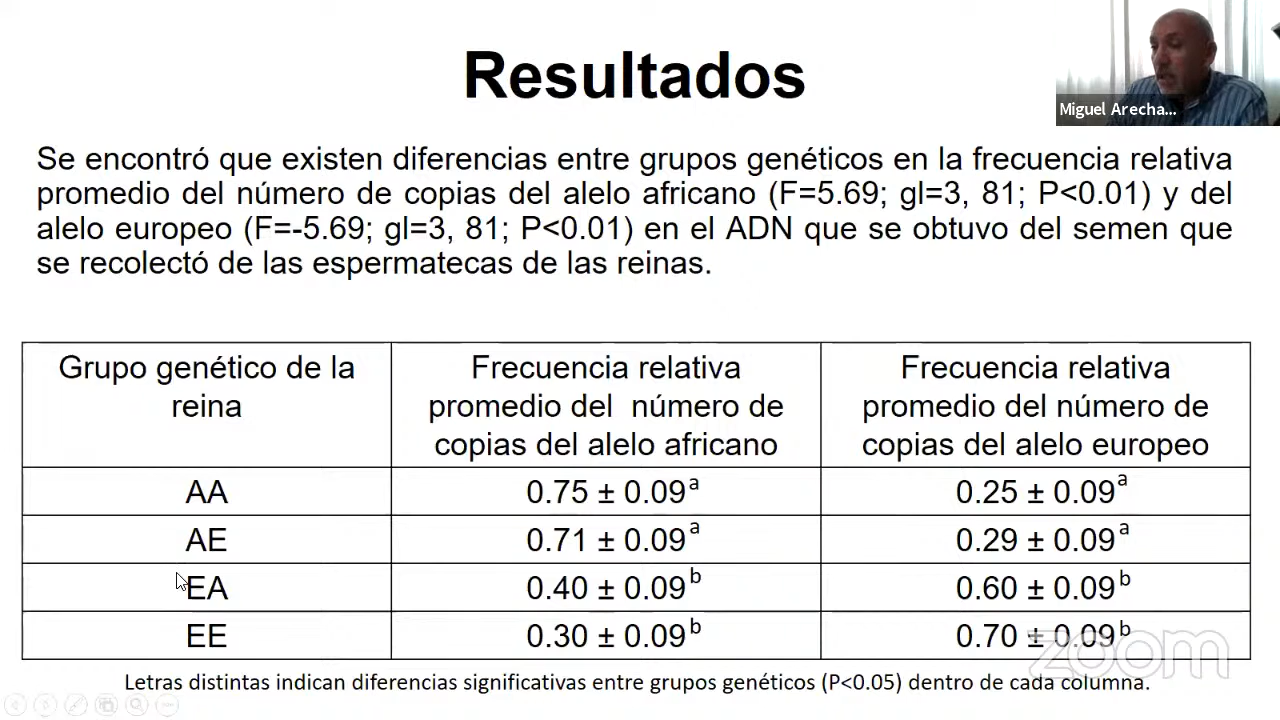 Resultados
Miguel Arecha...
Se encontró que existen diferencias entre grupos genéticos en la frecuencia relativa
promedio del número de copias del alelo africano (F=5.69; gl=3, 81; P<0.01) y del
alelo europeo (F=-5.69; gl=3, 81; P<0.01) en el ADN que se obtuvo del semen que
se recolectó de las espermatecas de las reinas.
Grupo genético de la
reina
Frecuencia relativa
promedio del número de
copias del alelo africano
Frecuencia relativa
promedio del número de
copias del alelo europeo
AA
0.75 ± 0.09ᵃ
0.25 ± 0.09ᵃ
AE
0.71 ± 0.09ᵃ
0.29 ± 0.09ᵃ
EA
0.40 ± 0.09ᵇ
0.60 ± 0.09ᵇ
EE
0.30 ± 0.09ᵇ
0.70 ± 0.09ᵇ
zoom
Letras distintas indican diferencias significativas entre grupos genéticos (P<0.05) dentro de cada columna.